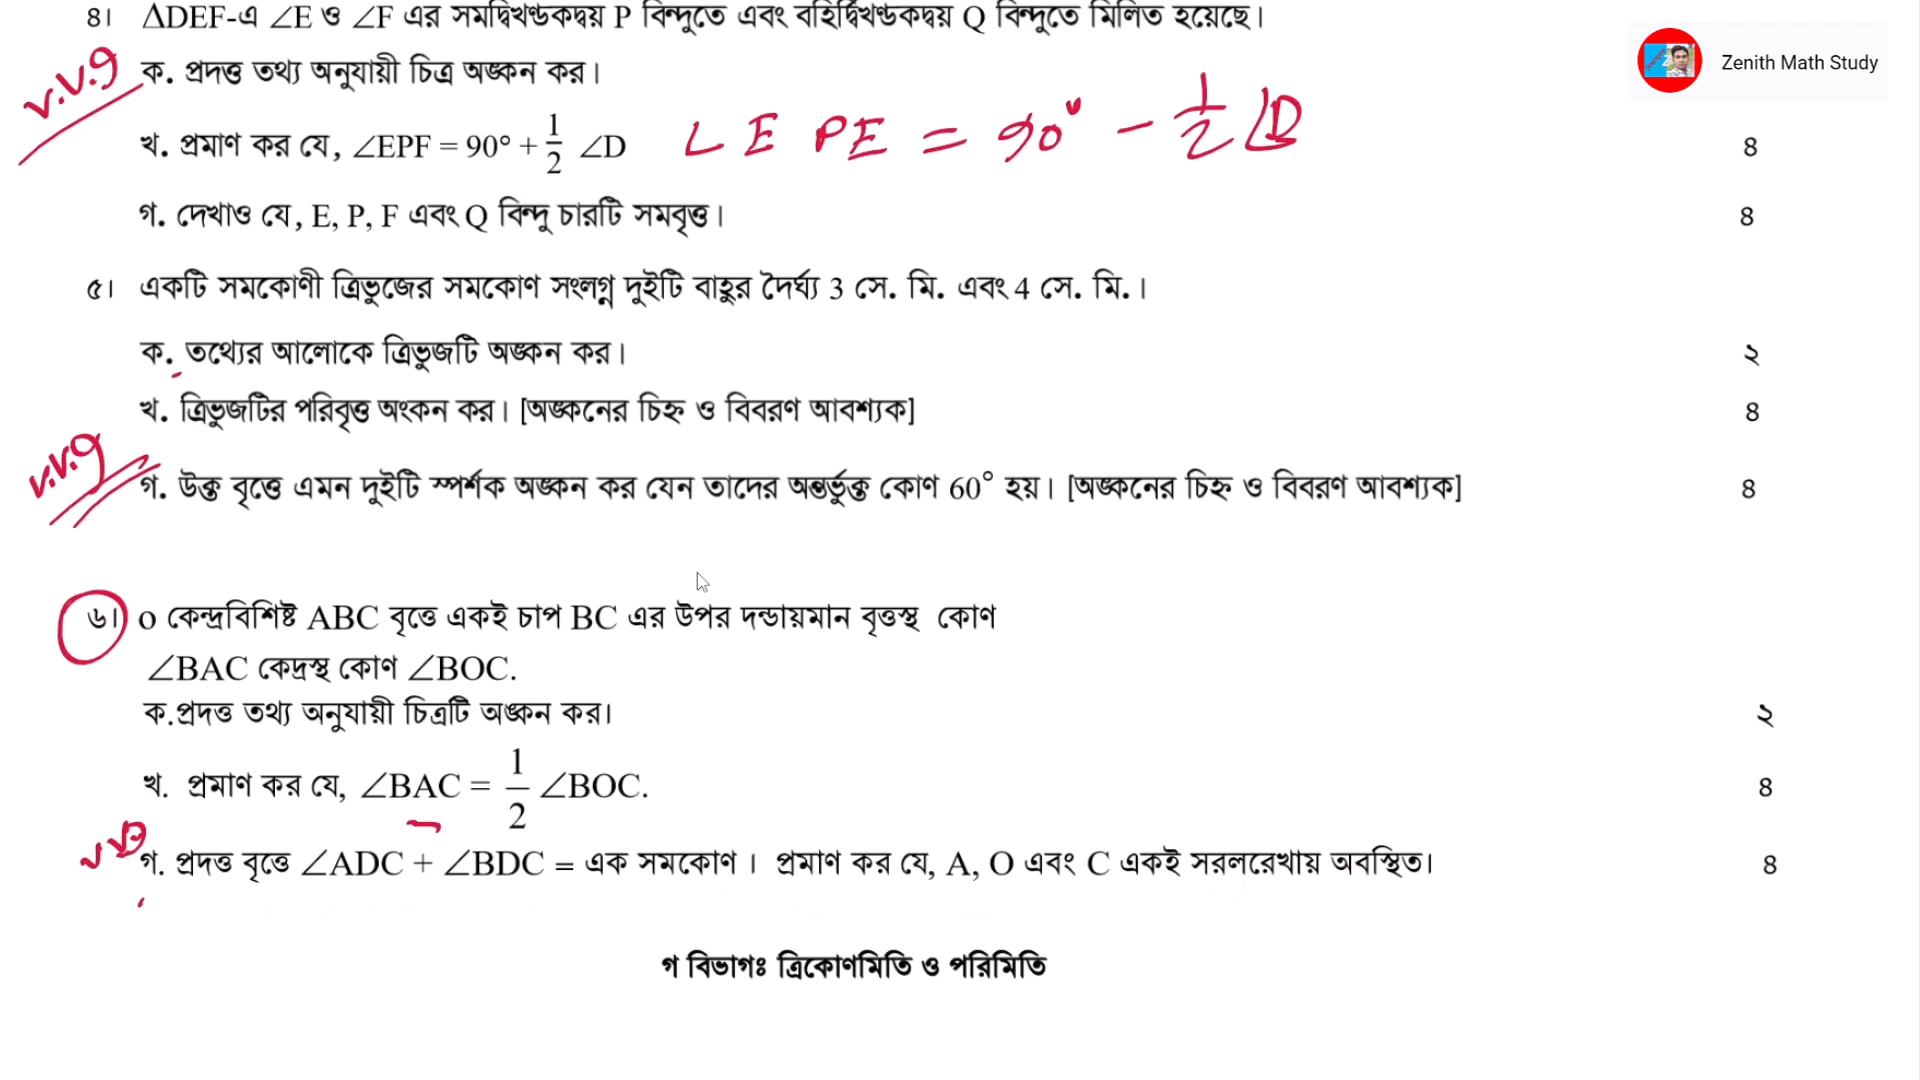 ৪। ΔDEF-এ ∠E ও ∠F এর সমদ্বিখণ্ডকদ্বয় P বিন্দুতে এবং বহির্দ্বিখণ্ডকদ্বয় Q বিন্দুতে মিলিত হয়েছে।
Zenith Math Study
v.v.g ক. প্রদত্ত তথ্য অনুযায়ী চিত্র অঙ্কন কর।
খ. প্রমাণ কর যে, ∠EPF = 90° + 1/2 ∠D ∠EPE = 90° - 1/2 ∠D ৪
গ. দেখাও যে, E, P, F এবং Q বিন্দু চারটি সমবৃত্ত। ৪
৫। একটি সমকোণী ত্রিভুজের সমকোণ সংলগ্ন দুইটি বাহুর দৈর্ঘ্য 3 সে. মি. এবং 4 সে. মি.।
ক. তথ্যের আলোকে ত্রিভুজটি অঙ্কন কর। ২
খ. ত্রিভুজটির পরিবৃত্ত অংকন কর। [অঙ্কনের চিহ্ন ও বিবরণ আবশ্যক] ৪
v.v.g গ. উক্ত বৃত্তে এমন দুইটি স্পর্শক অঙ্কন কর যেন তাদের অন্তর্ভুক্ত কোণ 60° হয়। [অঙ্কনের চিহ্ন ও বিবরণ আবশ্যক] ৪
৬। o কেন্দ্রবিশিষ্ট ABC বৃত্তে একই চাপ BC এর উপর দন্ডায়মান বৃত্তস্থ কোণ
∠BAC কেদ্রস্থ কোণ ∠BOC.
ক.প্রদত্ত তথ্য অনুযায়ী চিত্রটি অঙ্কন কর। ২
খ. প্রমাণ কর যে, ∠BAC = 1/2 ∠BOC. ৪
গ. প্রদত্ত বৃত্তে ∠ADC + ∠BDC = এক সমকোণ। প্রমাণ কর যে, A, O এবং C একই সরলরেখায় অবস্থিত। ৪
গ বিভাগঃ ত্রিকোণমিতি ও পরিমিতি